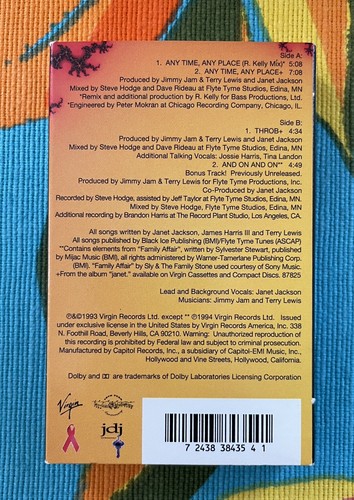 Side A:
1. ANY TIME, ANY PLACE (R. Kelly Mix)* 5:08
2. ANY TIME, ANY PLACE+ 7:08
Produced by Jimmy Jam & Terry Lewis and Janet Jackson
Mixed by Steve Hodge and Dave Rideau at Flyte Tyme Studios, Edina, MN
*Remix and additional production by R. Kelly for Bass Productions, Ltd.
*Engineered by Peter Mokran at Chicago Recording Company, Chicago, IL.
Side B:
1. THROB+ 4:34
Produced by Jimmy Jam & Terry Lewis and Janet Jackson
Mixed by Steve Hodge and Dave Rideau at Flyte Tyme Studios, Edina, MN
Additional Talking Vocals: Jossie Harris, Tina Landon
2. AND ON AND ON** 4:49
Bonus Track! Previously Unreleased.
Produced by Jimmy Jam & Terry Lewis for Flyte Tyme Productions, Inc.
Co-Produced by Janet Jackson
Recorded by Steve Hodge, assisted by Jeff Taylor at Flyte Tyme Studios, Edina, MN
Mixed by Steve Hodge, Flyte Tyme Studios, Edina, MN
Additional recording by Brandon Harris at The Record Plant Studio, Los Angeles, CA.
All songs written by Janet Jackson, James Harris III and Terry Lewis
All songs published by Black Ice Publishing (BMI)/Flyte Tyme Tunes (ASCAP)
**Contains elements from "Family Affair", written by Sylvester Stewart, published
by Mijac Music (BMI), all rights administered by Warner-Tamerlane Publishing Corp.
(BMI). "Family Affair" by Sly & The Family Stone used courtesy of Sony Music.
+From the album "janet." available on Virgin Cassettes and Compact Discs. 87825
Lead and Background Vocals: Janet Jackson
Musicians: Jimmy Jam and Terry Lewis
℗&©1993 Virgin Records Ltd. except ** ℗1994 Virgin Records Ltd. Issued
under exclusive license in the United States by Virgin Records America, Inc. 338
N. Foothill Road, Beverly Hills, CA 90210. Warning: Unauthorized reproduction of
this recording is prohibited by Federal law and subject to criminal prosecution.
Manufactured by Capitol Records, Inc., a subsidiary of Capitol-EMI Music, Inc.,
Hollywood and Vine Streets, Hollywood, California.
Dolby and are trademarks of Dolby Laboratories Licensing Corporation
Virgin
jdj
7 2438 38435 4 1